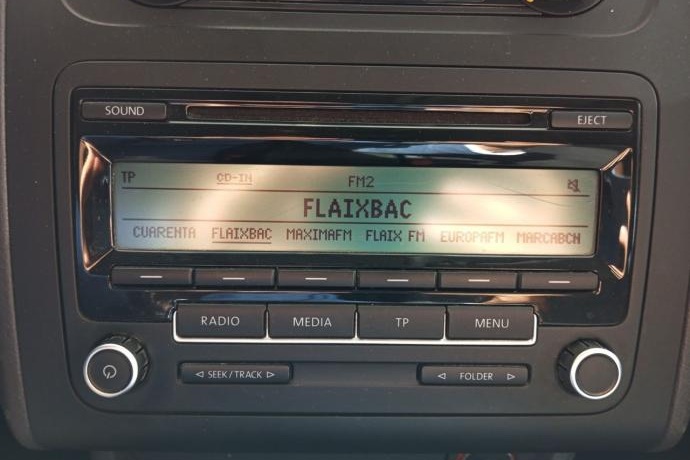 SOUND
EJECT
TP CD-IN FM2
FLAIXBAC
CUARENTA FLAIXBAC MAXIMAFM FLAIX FM EUROPAFM MARCABCN
RADIO MEDIA TP MENU
SEEK / TRACK
FOLDER